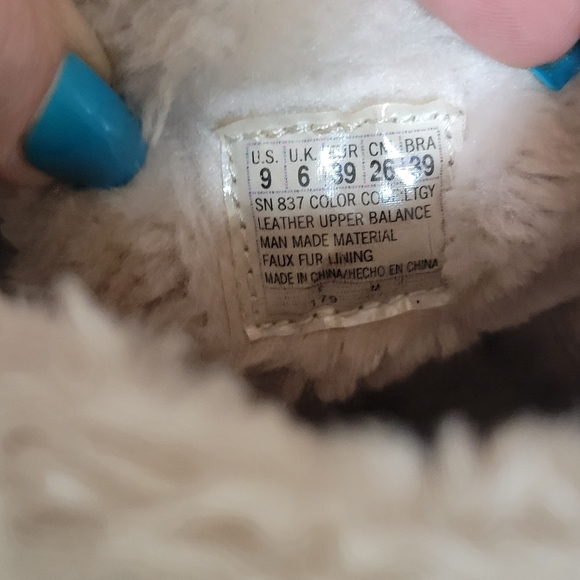 U.S. U.K. EUR CM BRA
9 6 39 26 39
SN 837 COLOR CODE:LTGY
LEATHER UPPER BALANCE
MAN MADE MATERIAL
FAUX FUR LINING
MADE IN CHINA/HECHO EN CHINA
179